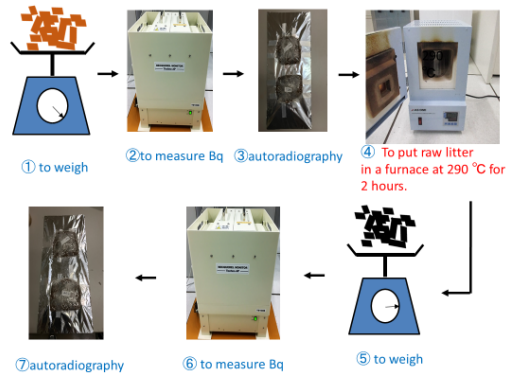 ① to weigh
②to measure Bq
③autoradiography
④ To put raw litter
in a furnace at 290 ℃ for
2 hours.
⑤ to weigh
⑥ to measure Bq
⑦autoradiography